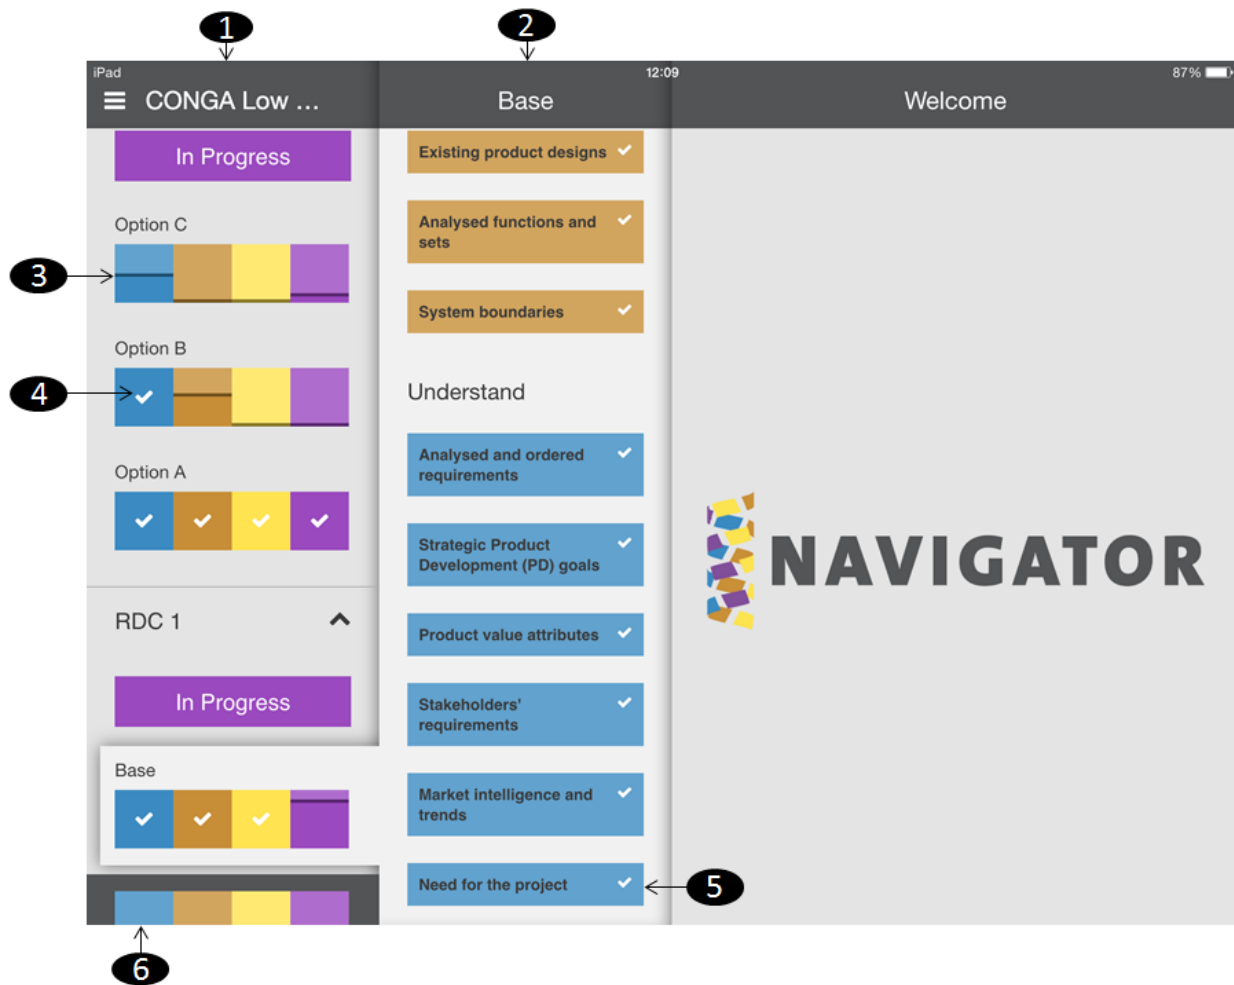 1
2
iPad
12:09
87%
CONGA Low ...
Base
Welcome
In Progress
Option C
3
Option B
4
Option A
RDC 1
In Progress
Base
Existing product designs
Analysed functions and
sets
System boundaries
Understand
Analysed and ordered
requirements
Strategic Product
Development (PD) goals
Product value attributes
Stakeholders'
requirements
Market intelligence and
trends
Need for the project
5
6
NAVIGATOR